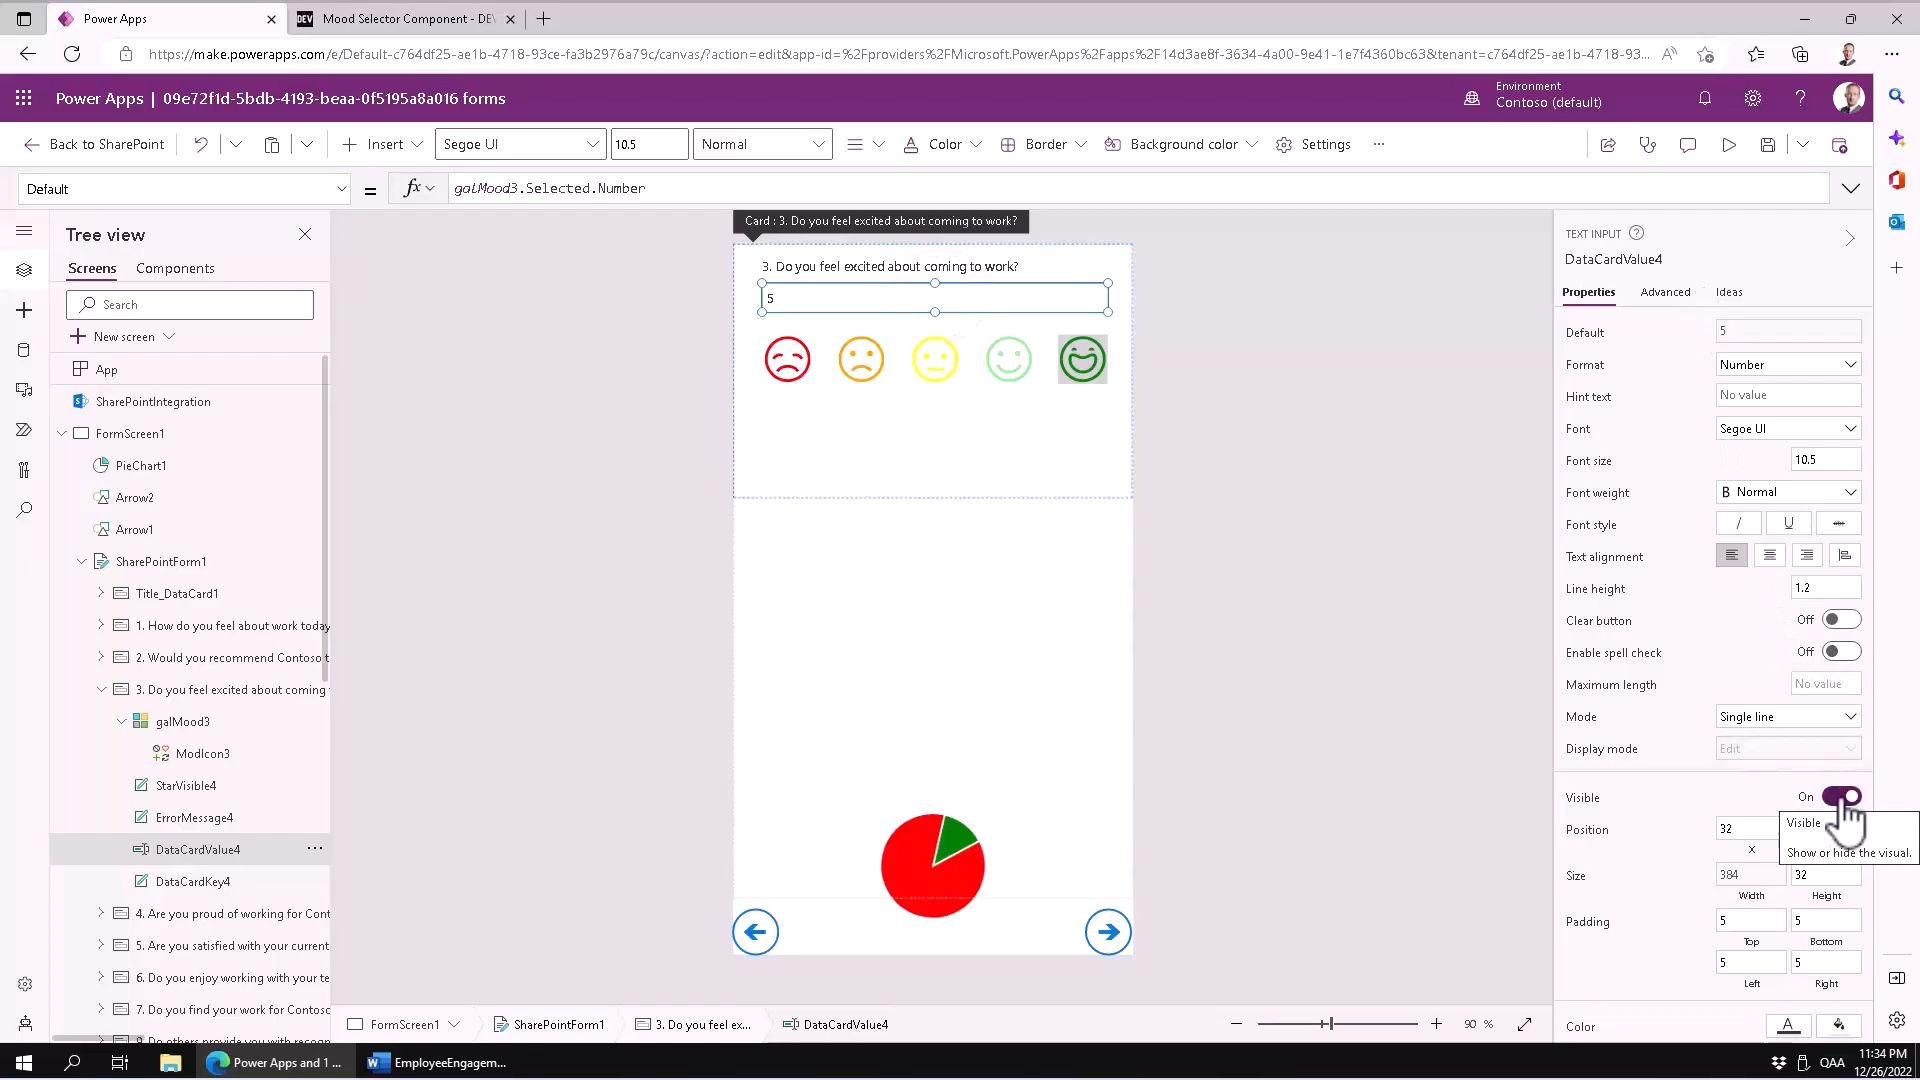 Power Apps
Mood Selector Component - DE
https://make.powerapps.com/e/Default-c764df25-ae1b-4718-93ce-fa3b2976a79c/canvas/?action=edit&app-id=%2Fproviders%2FMicrosoft.PowerApps%2Fapps%2F14d3ae8f-3634-4a00-9e41-1e7f4360bc63&tenant=c764df25-ae1b-4718-93...
Power Apps | 09e72f1d-5bdb-4193-beaa-0f5195a8a016 forms
Environment
Contoso (default)
Back to SharePoint
Insert
Segoe UI
10.5
Normal
Color
Border
Background color
Settings
Default
= fx
galMood3.Selected.Number
Tree view
Screens
Components
Search
New screen
App
SharePointIntegration
FormScreen1
PieChart1
Arrow2
Arrow1
SharePointForm1
Title_DataCard1
1. How do you feel about work today
2. Would you recommend Contoso t
3. Do you feel excited about coming
galMood3
ModIcon3
StarVisible4
ErrorMessage4
DataCardValue4
DataCardKey4
4. Are you proud of working for Cont
5. Are you satisfied with your current
6. Do you enjoy working with your te
7. Do you find your work for Contoso
Card : 3. Do you feel excited about coming to work?
3. Do you feel excited about coming to work?
5
FormScreen1
SharePointForm1
3. Do you feel ex...
DataCardValue4
90 %
TEXT INPUT
DataCardValue4
Properties
Advanced
Ideas
Default
5
Format
Number
Hint text
No value
Font
Segoe UI
Font size
10.5
Font weight
B Normal
Font style
/ U abc
Text alignment
Line height
1.2
Clear button
Off
Enable spell check
Off
Maximum length
No value
Mode
Single line
Display mode
Edit
Visible
On
Visible
Show or hide the visual.
Position
32
X
Size
384
32
Width
Height
Padding
5
5
Top
Bottom
5
5
Left
Right
Color
A
Power Apps and 1 ...
EmployeeEngagem...
QAA
11:34 PM
12/26/2022